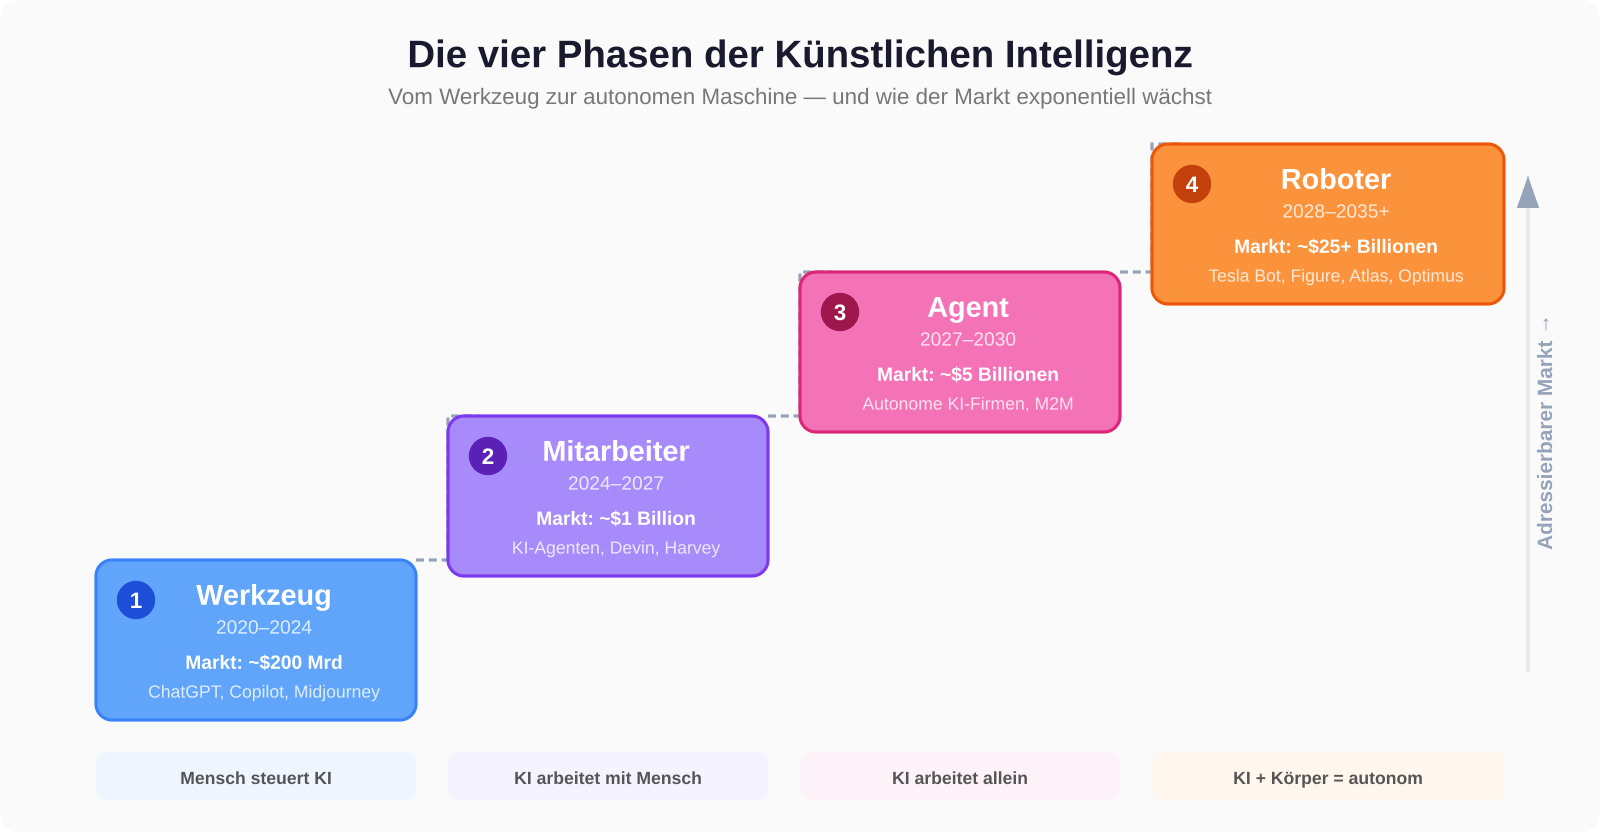 Die vier Phasen der Künstlichen Intelligenz
Vom Werkzeug zur autonomen Maschine — und wie der Markt exponentiell wächst
1
Werkzeug
2020–2024
Markt: ~$200 Mrd
ChatGPT, Copilot, Midjourney
2
Mitarbeiter
2024–2027
Markt: ~$1 Billion
KI-Agenten, Devin, Harvey
3
Agent
2027–2030
Markt: ~$5 Billionen
Autonome KI-Firmen, M2M
4
Roboter
2028–2035+
Markt: ~$25+ Billionen
Tesla Bot, Figure, Atlas, Optimus
Adressierbarer Markt →
Mensch steuert KI
KI arbeitet mit Mensch
KI arbeitet allein
KI + Körper = autonom